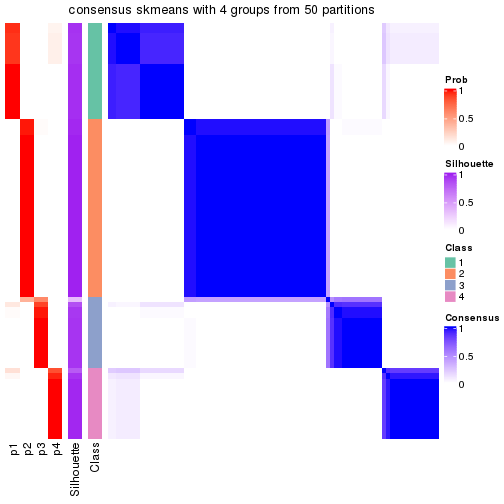 consensus skmeans with 4 groups from 50 partitions
Prob
1
0.5
0
Silhouette
1
0.5
0
Class
1
2
3
4
Consensus
1
0.5
0
p1
p2
p3
p4
Silhouette
Class